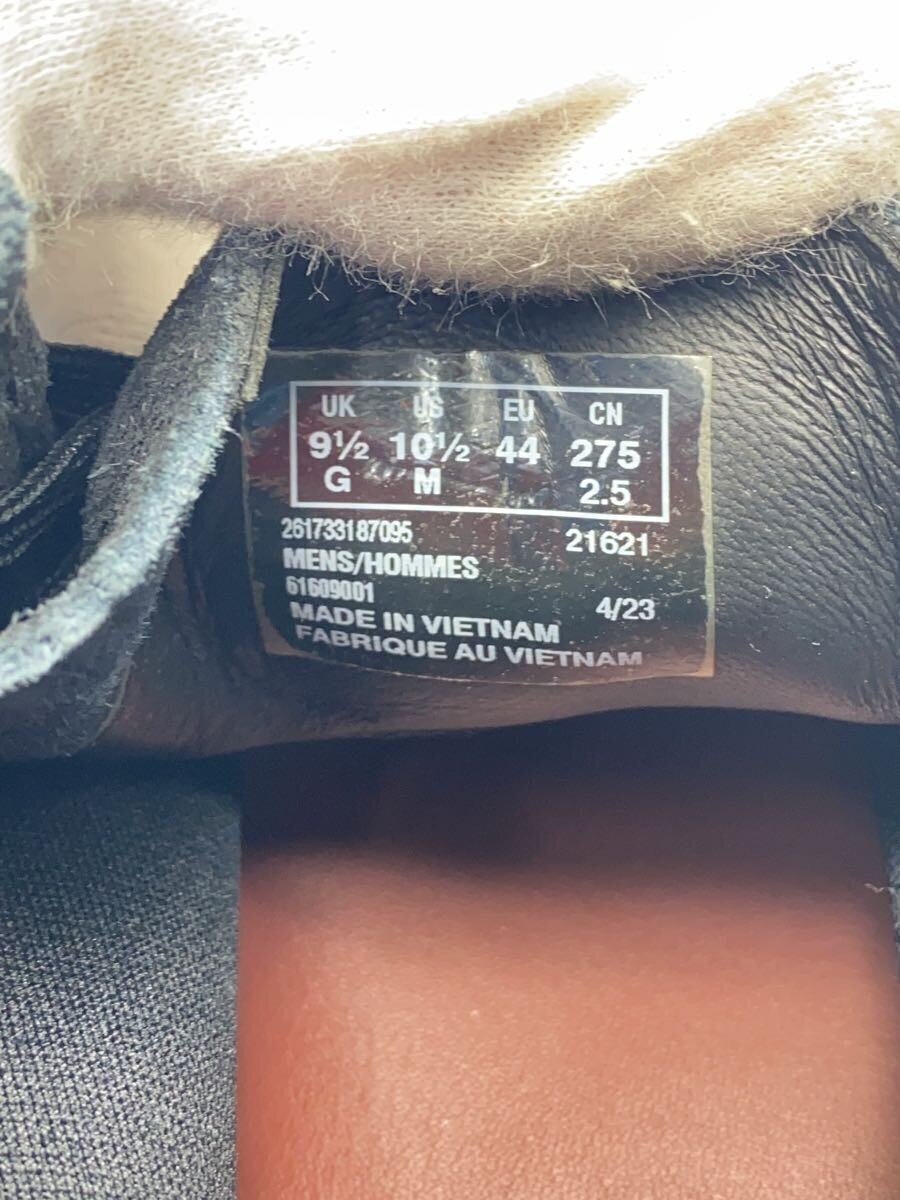 UK US EU CN
9½ 10½ 44 275
G M 2.5
261733187095 21621
MENS/HOMMES
61609001 4/23
MADE IN VIETNAM
FABRIQUE AU VIETNAM